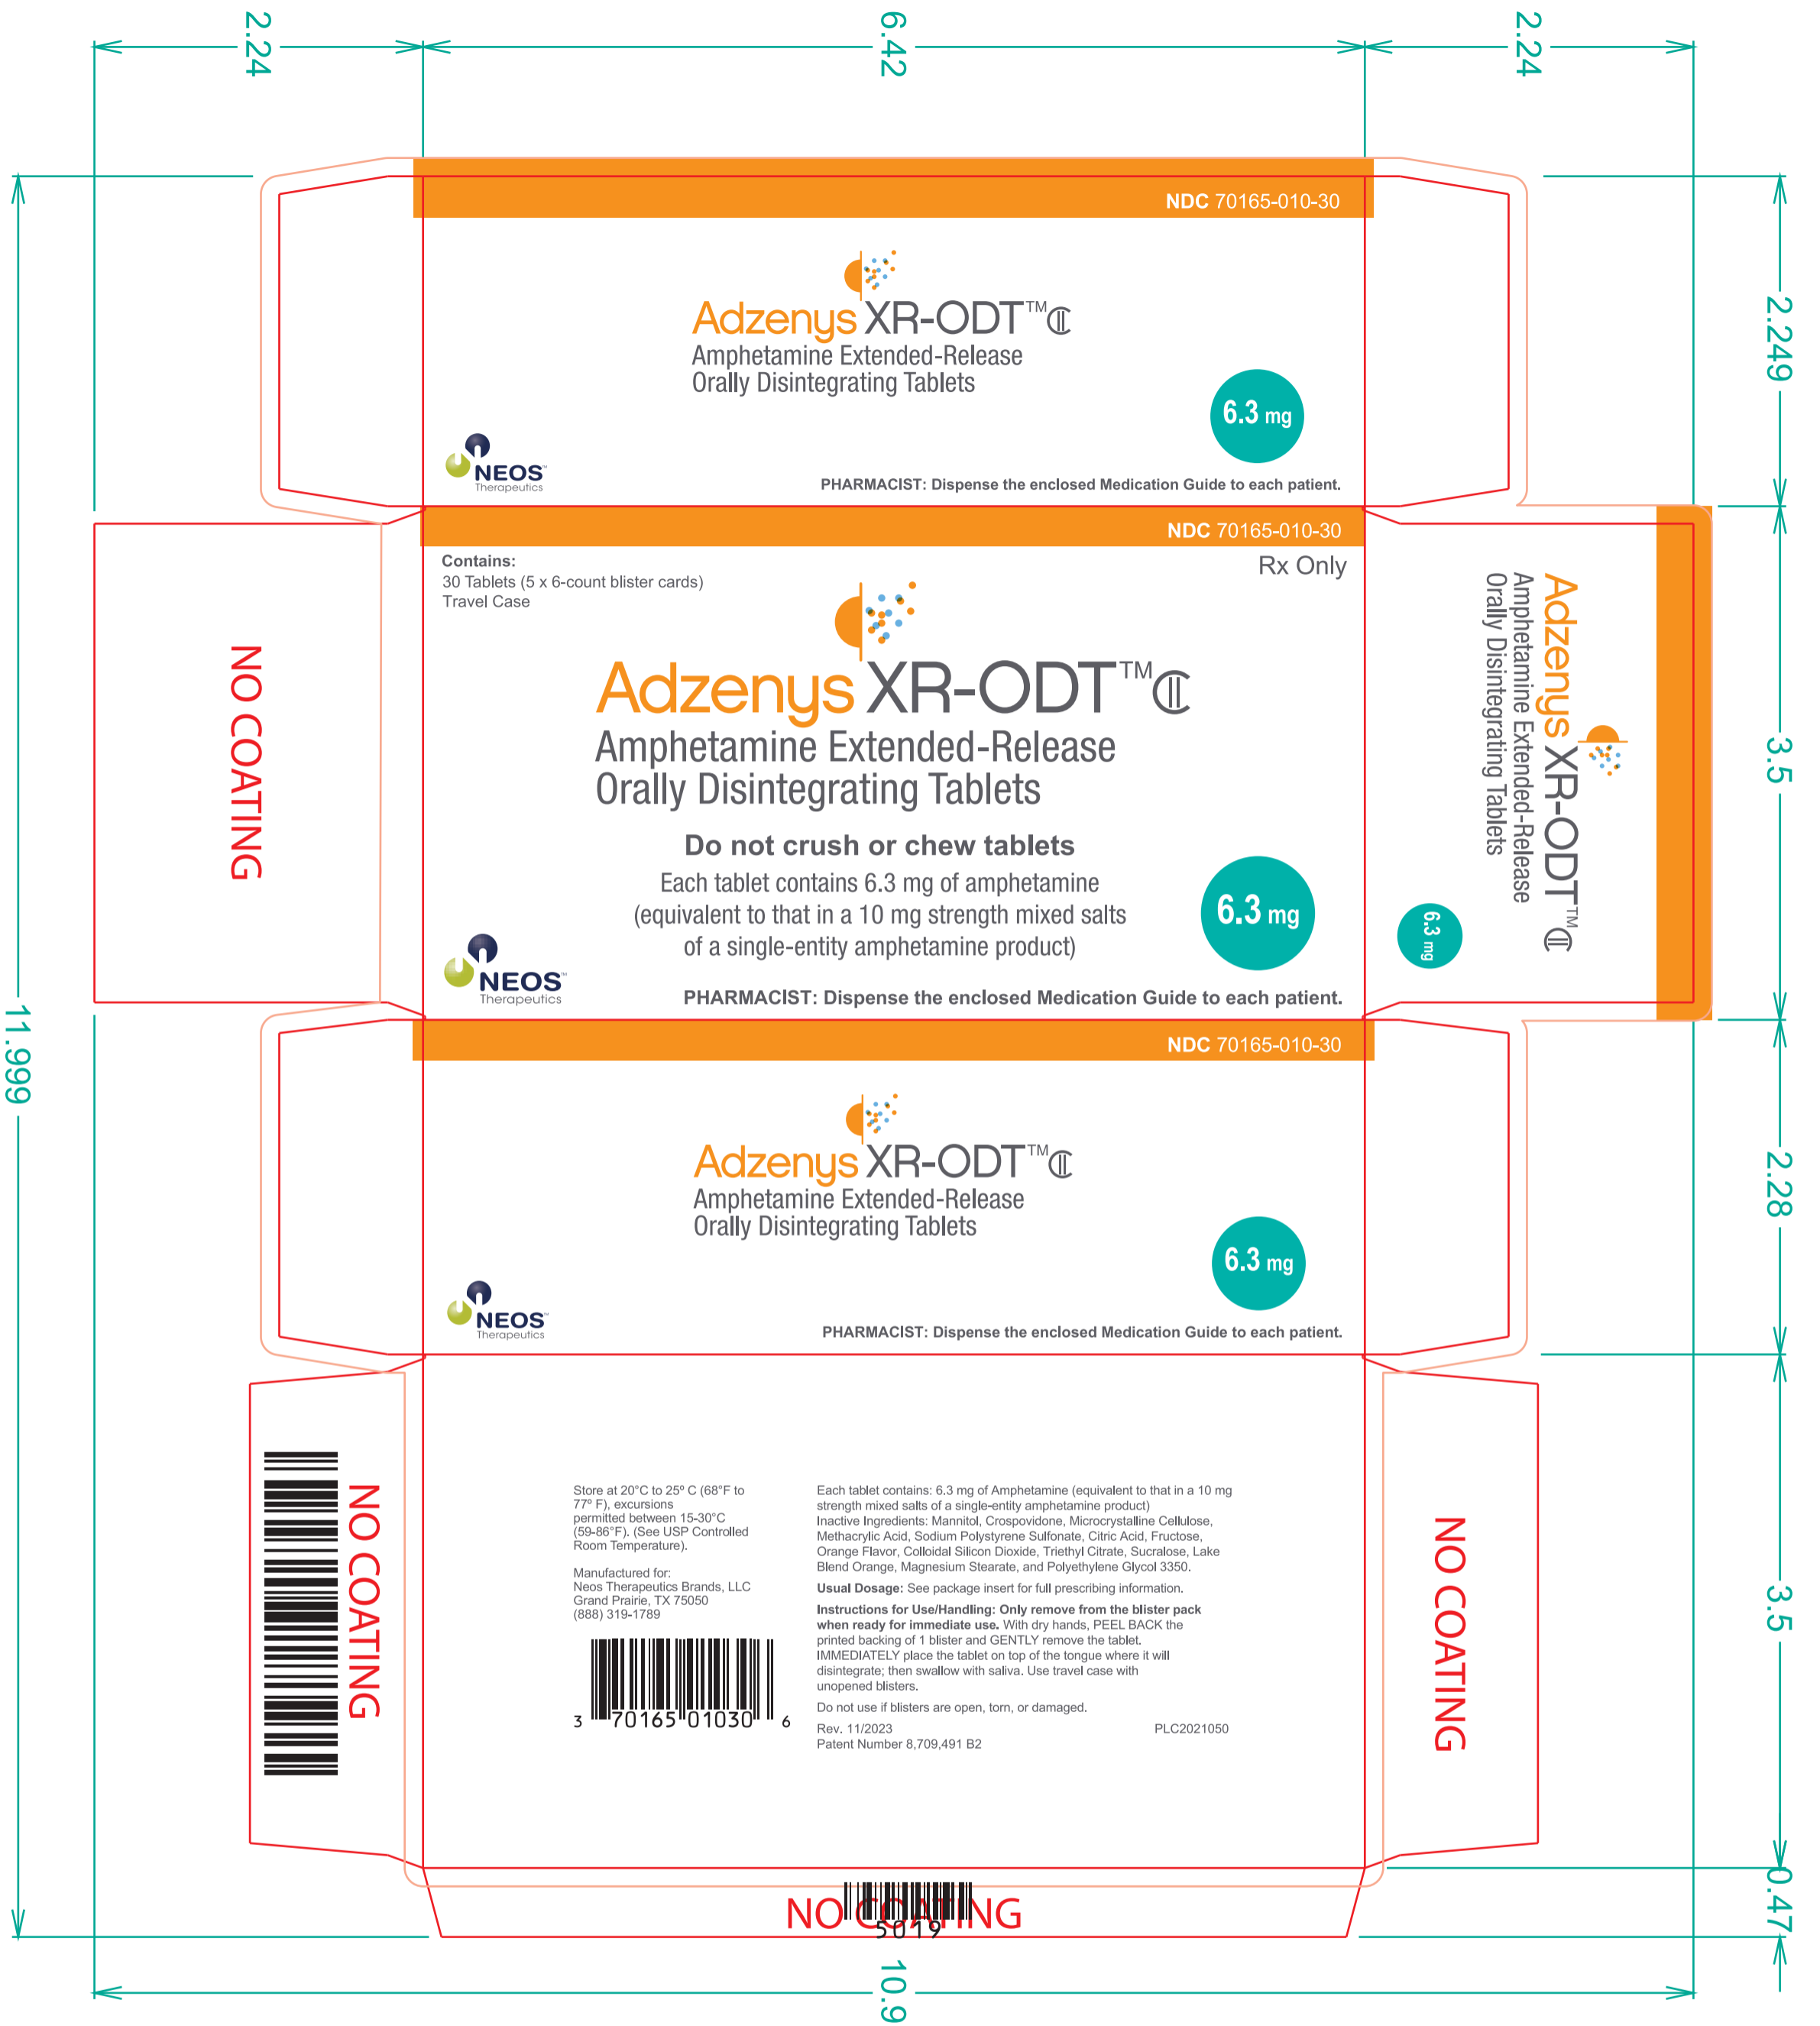 2.24
6.42
2.24
NDC 70165-010-30
Adzenys XR-ODT™ CII
Amphetamine Extended-Release
Orally Disintegrating Tablets
6.3 mg
NEOS™
Therapeutics
PHARMACIST: Dispense the enclosed Medication Guide to each patient.
2.249
NDC 70165-010-30
Contains:
30 Tablets (5 x 6-count blister cards)
Travel Case
Rx Only
Adzenys XR-ODT™ CII
Amphetamine Extended-Release
Orally Disintegrating Tablets
Do not crush or chew tablets
Each tablet contains 6.3 mg of amphetamine
(equivalent to that in a 10 mg strength mixed salts
of a single-entity amphetamine product)
6.3 mg
NEOS™
Therapeutics
PHARMACIST: Dispense the enclosed Medication Guide to each patient.
NO COATING
Adzenys XR-ODT™ CII
Amphetamine Extended-Release
Orally Disintegrating Tablets
6.3 mg
3.5
11.999
NDC 70165-010-30
Adzenys XR-ODT™ CII
Amphetamine Extended-Release
Orally Disintegrating Tablets
6.3 mg
NEOS™
Therapeutics
PHARMACIST: Dispense the enclosed Medication Guide to each patient.
2.28
NO COATING
Store at 20°C to 25º C (68°F to
77º F), excursions
permitted between 15-30°C
(59-86°F). (See USP Controlled
Room Temperature).
Manufactured for:
Neos Therapeutics Brands, LLC
Grand Prairie, TX 75050
(888) 319-1789
3 70165 01030 6
Each tablet contains: 6.3 mg of Amphetamine (equivalent to that in a 10 mg
strength mixed salts of a single-entity amphetamine product)
Inactive Ingredients: Mannitol, Crospovidone, Microcrystalline Cellulose,
Methacrylic Acid, Sodium Polystyrene Sulfonate, Citric Acid, Fructose,
Orange Flavor, Colloidal Silicon Dioxide, Triethyl Citrate, Sucralose, Lake
Blend Orange, Magnesium Stearate, and Polyethylene Glycol 3350.
Usual Dosage: See package insert for full prescribing information.
Instructions for Use/Handling: Only remove from the blister pack
when ready for immediate use. With dry hands, PEEL BACK the
printed backing of 1 blister and GENTLY remove the tablet.
IMMEDIATELY place the tablet on top of the tongue where it will
disintegrate; then swallow with saliva. Use travel case with
unopened blisters.
Do not use if blisters are open, torn, or damaged.
Rev. 11/2023 PLC2021050
Patent Number 8,709,491 B2
NO COATING
3.5
NO COATING
5019
0.47
10.9